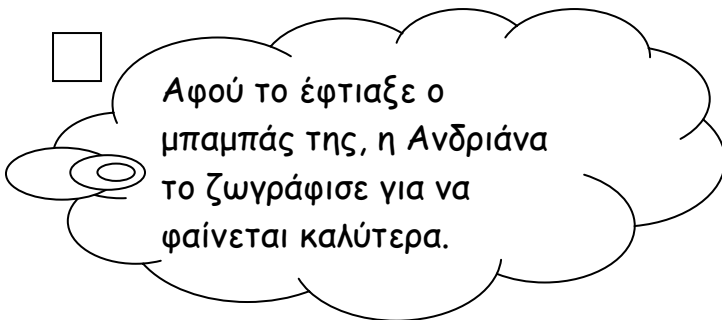 Αφού το έφτιαξε ο
μπαμπάς της, η Ανδριάνα
το ζωγράφισε για να
φαίνεται καλύτερα.